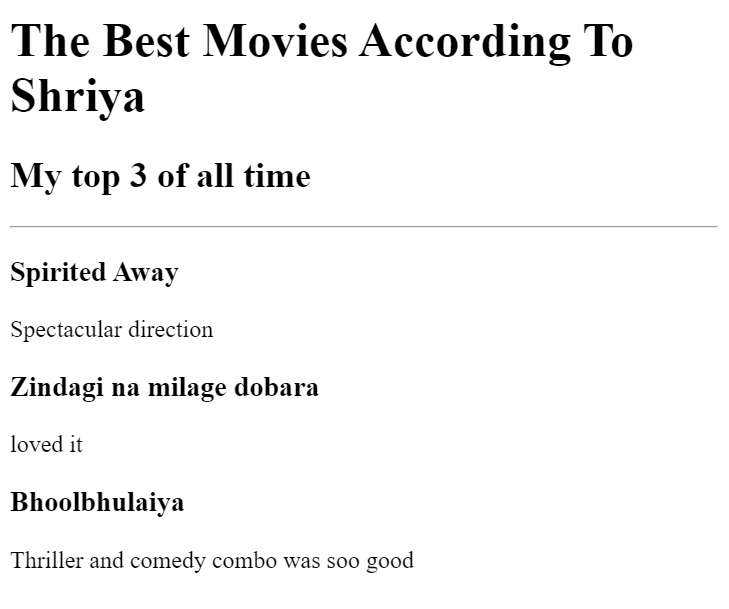 The Best Movies According To
Shriya
My top 3 of all time
Spirited Away
Spectacular direction
Zindagi na milage dobara
loved it
Bhoolbhulaiya
Thriller and comedy combo was soo good